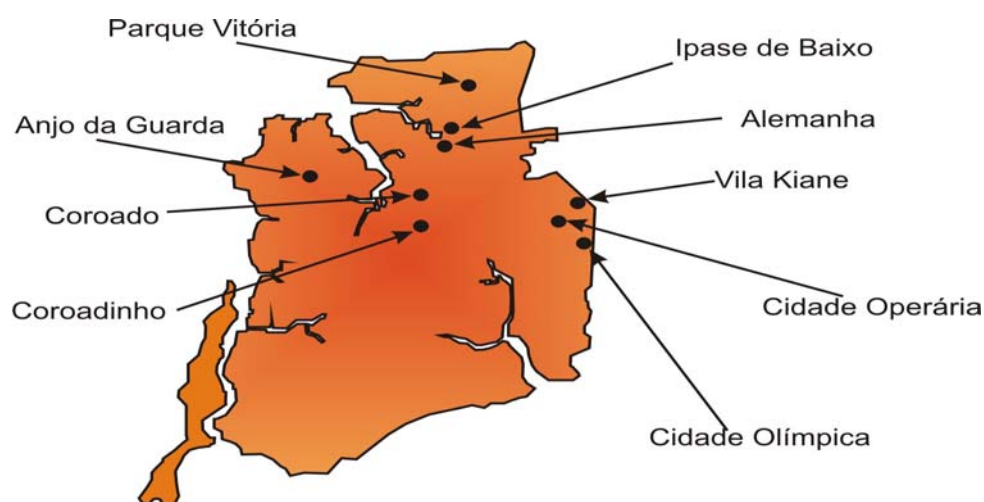 Parque Vitória
Ipase de Baixo
Anjo da Guarda
Alemanha
Vila Kiane
Coroado
Coroadinho
Cidade Operária
Cidade Olímpica